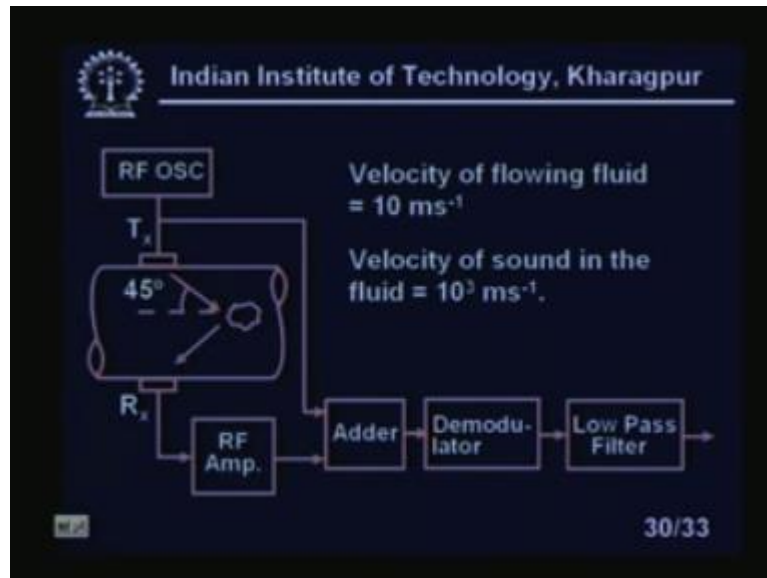 Indian Institute of Technology, Kharagpur
RF OSC
Velocity of flowing fluid
= 10 ms⁻¹
Tₓ
Velocity of sound in the
fluid = 10³ ms⁻¹.
45°
Rₓ
RF
Amp.
Adder
Demodu-
lator
Low Pass
Filter
30/33